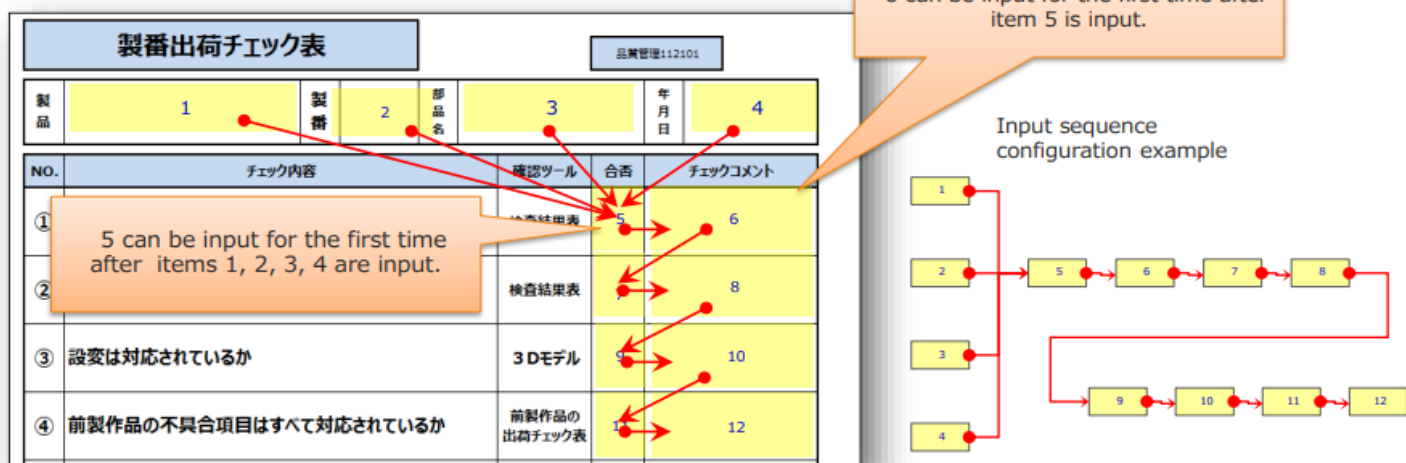 6 can be input for the first time after
item 5 is input.
製番出荷チェック表
品質管理112101
製品
1
製番
2
部品名
3
年月日
4
NO.
チェック内容
確認ツール
合否
チェックコメント
①
検査結果表
5
6
5 can be input for the first time
after items 1, 2, 3, 4 are input.
②
検査結果表
8
③
設変は対応されているか
3Dモデル
9
10
④
前製作品の不具合項目はすべて対応されているか
前製作品の
出荷チェック表
11
12
Input sequence
configuration example
1
2
5
6
7
8
3
9
10
11
12
4